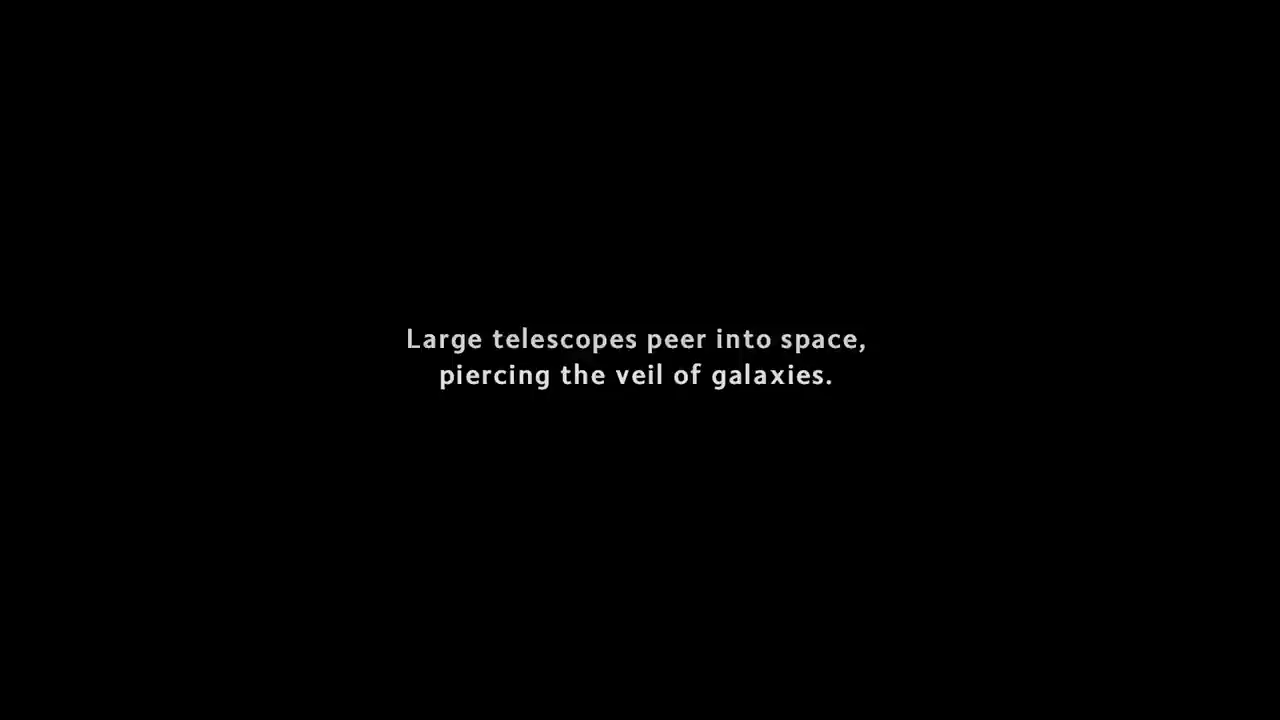 Large telescopes peer into space,
piercing the veil of galaxies.